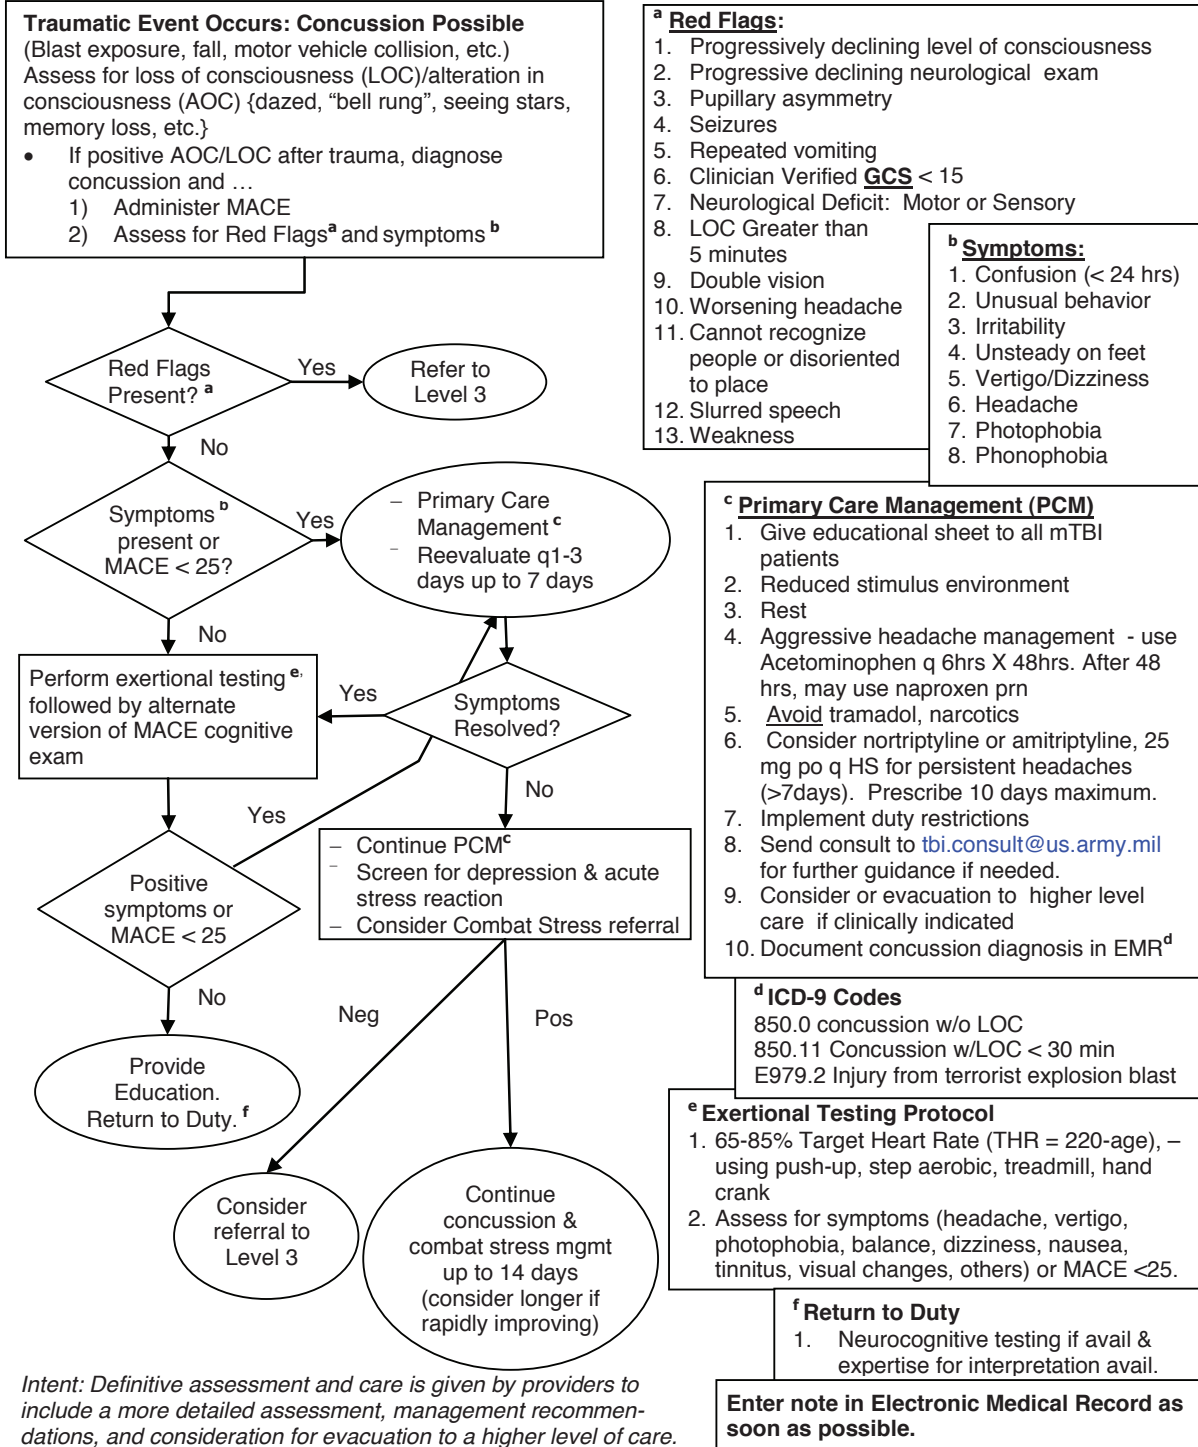 Traumatic Event Occurs: Concussion Possible
(Blast exposure, fall, motor vehicle collision, etc.)
Assess for loss of consciousness (LOC)/alteration in
consciousness (AOC) {dazed, “bell rung”, seeing stars,
memory loss, etc.}
• If positive AOC/LOC after trauma, diagnose
concussion and …
1) Administer MACE
2) Assess for Red Flags a and symptoms b
Red Flags
Present? a
Yes
Refer to
Level 3
No
Symptoms b
present or
MACE < 25?
Yes
– Primary Care
Management c
– Reevaluate q1-3
days up to 7 days
No
Perform exertional testing e,
followed by alternate
version of MACE cognitive
exam
Yes
Symptoms
Resolved?
No
Yes
Positive
symptoms or
MACE < 25
– Continue PCM c
– Screen for depression & acute
stress reaction
– Consider Combat Stress referral
No
Neg
Pos
Provide
Education.
Return to Duty. f
Consider
referral to
Level 3
Continue
concussion &
combat stress mgmt
up to 14 days
(consider longer if
rapidly improving)
Intent: Definitive assessment and care is given by providers to
include a more detailed assessment, management recommen-
dations, and consideration for evacuation to a higher level of care.
a Red Flags:
1. Progressively declining level of consciousness
2. Progressive declining neurological exam
3. Pupillary asymmetry
4. Seizures
5. Repeated vomiting
6. Clinician Verified GCS < 15
7. Neurological Deficit: Motor or Sensory
8. LOC Greater than
5 minutes
9. Double vision
10. Worsening headache
11. Cannot recognize
people or disoriented
to place
12. Slurred speech
13. Weakness
b Symptoms:
1. Confusion (< 24 hrs)
2. Unusual behavior
3. Irritability
4. Unsteady on feet
5. Vertigo/Dizziness
6. Headache
7. Photophobia
8. Phonophobia
c Primary Care Management (PCM)
1. Give educational sheet to all mTBI
patients
2. Reduced stimulus environment
3. Rest
4. Aggressive headache management - use
Acetominophen q 6hrs X 48hrs. After 48
hrs, may use naproxen prn
5. Avoid tramadol, narcotics
6. Consider nortriptyline or amitriptyline, 25
mg po q HS for persistent headaches
(>7days). Prescribe 10 days maximum.
7. Implement duty restrictions
8. Send consult to tbi.consult@us.army.mil
for further guidance if needed.
9. Consider or evacuation to higher level
care if clinically indicated
10. Document concussion diagnosis in EMR d
d ICD-9 Codes
850.0 concussion w/o LOC
850.11 Concussion w/LOC < 30 min
E979.2 Injury from terrorist explosion blast
e Exertional Testing Protocol
1. 65-85% Target Heart Rate (THR = 220-age), –
using push-up, step aerobic, treadmill, hand
crank
2. Assess for symptoms (headache, vertigo,
photophobia, balance, dizziness, nausea,
tinnitus, visual changes, others) or MACE <25.
f Return to Duty
1. Neurocognitive testing if avail &
expertise for interpretation avail.
Enter note in Electronic Medical Record as
soon as possible.